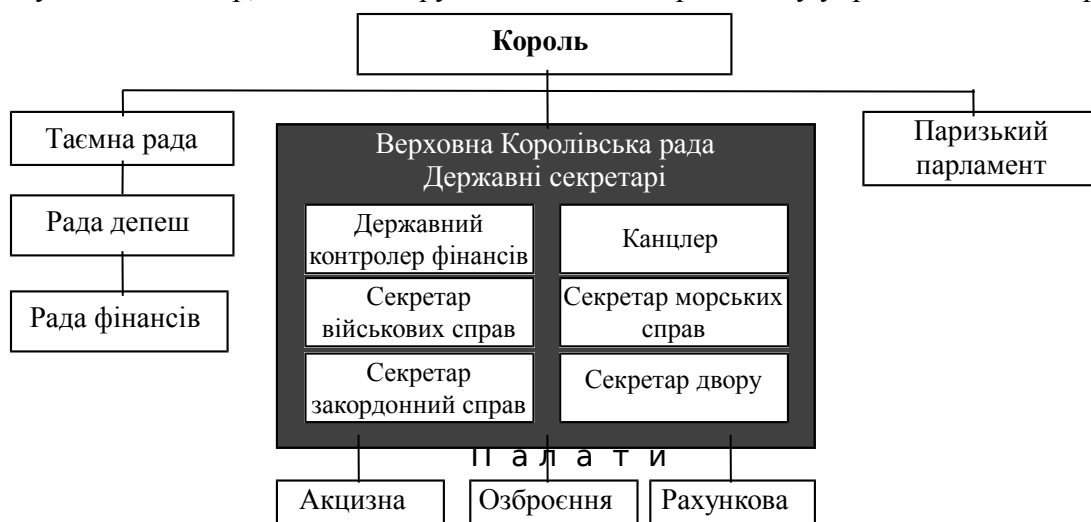 Король
Таємна рада
Рада депеш
Рада фінансів
Верховна Королівська рада
Державні секретарі
Державний
контролер фінансів
Канцлер
Секретар
військових справ
Секретар морських
справ
Секретар
закордонний справ
Секретар двору
Паризький
парламент
П а л а т и
Акцизна
Озброєння
Рахункова